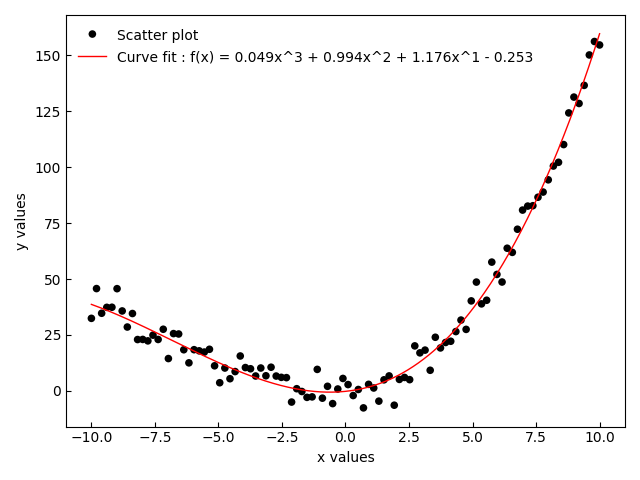 Scatter plot
Curve fit : f(x) = 0.049x^3 + 0.994x^2 + 1.176x^1 - 0.253
150
125
100
75
50
25
0
y values
−10.0 −7.5 −5.0 −2.5 0.0 2.5 5.0 7.5 10.0
x values